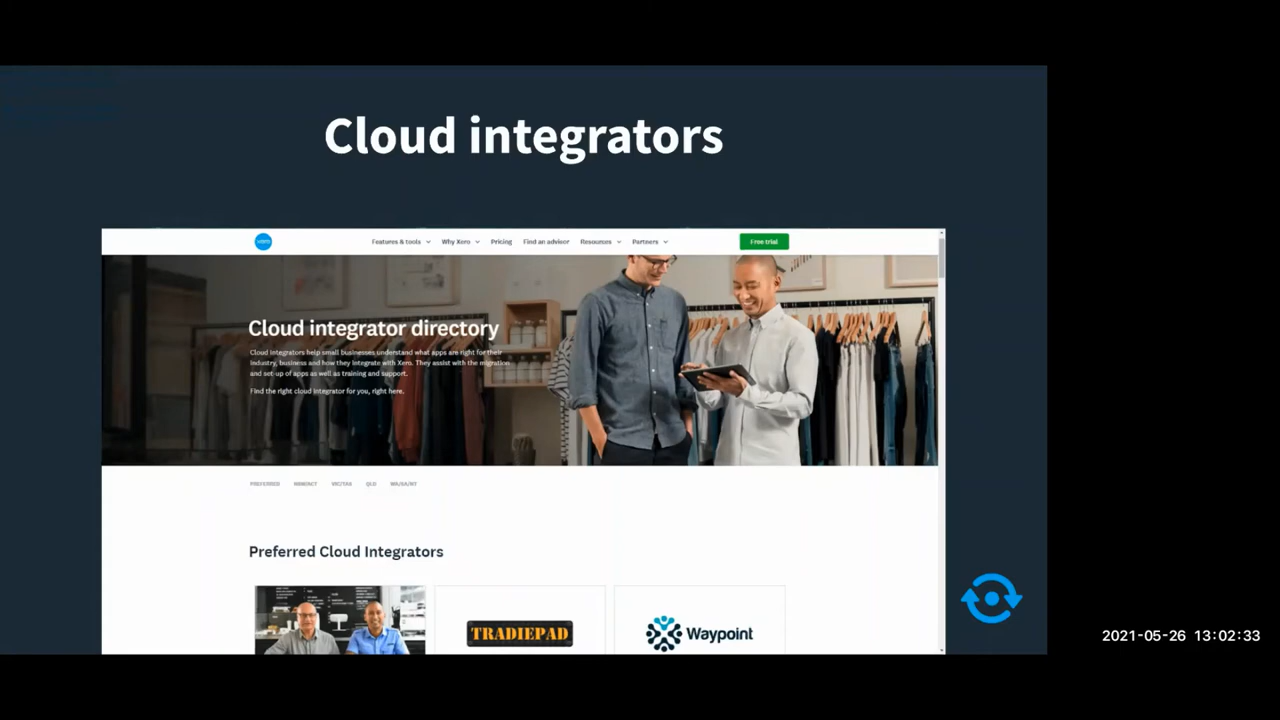 Cloud integrators
xero
Features & tools
Why Xero
Pricing
Find an advisor
Resources
Partners
Free trial
Cloud integrator directory
Cloud integrators help small businesses understand what apps are right for their
industry, business and how they integrate with Xero. They assist with the migration
and set-up of apps as well as training and support.
Find the right cloud integrator for you, right here.
PREFERRED
NSW/ACT
VIC/TAS
QLD
WA/SA/NT
Preferred Cloud Integrators
TRADIEPAD
Waypoint
2021-05-26 13:02:33